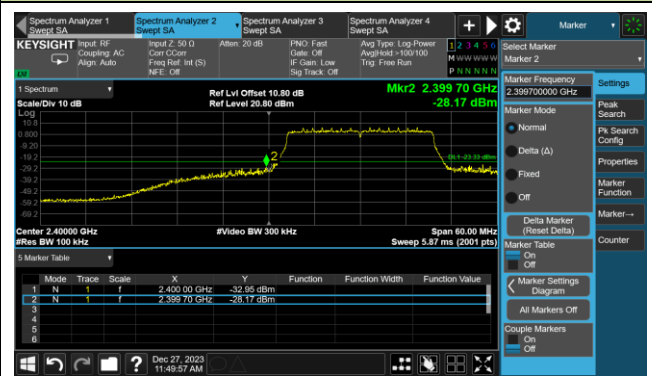 Spectrum Analyzer 1
Swept SA
Spectrum Analyzer 2
Swept SA
Spectrum Analyzer 3
Swept SA
Spectrum Analyzer 4
Swept SA
Marker
KEYSIGHT
Input: RF
Coupling: AC
Align: Auto
Input Z: 50 Ω
Corr CCorr
Freq Ref: Int (S)
NFE: Off
Atten: 20 dB
PNO: Fast
Gate: Off
IF Gain: Low
Sig Track: Off
Avg Type: Log-Power
Avg|Hold:>100/100
Trig: Free Run
1 2 3 4 5 6
M W W W W W
P N N N N N
Select Marker
Marker 2
1 Spectrum
Scale/Div 10 dB
Log
Ref Lvl Offset 10.80 dB
Ref Level 20.80 dBm
Mkr2 2.399 70 GHz
-28.17 dBm
10.8
0.800
-9.20
-19.2
-29.2
-39.2
-49.2
-59.2
-69.2
2
DL1 -23.33 dBm
Center 2.40000 GHz
#Res BW 100 kHz
#Video BW 300 kHz
Span 60.00 MHz
Sweep 5.87 ms (2001 pts)
5 Marker Table
Mode Trace Scale X Y Function Function Width Function Value
1 N 1 f 2.400 00 GHz -32.95 dBm
2 N 1 f 2.399 70 GHz -28.17 dBm
3
4
5
6
Marker Frequency
2.399700000 GHz
Marker Mode
Normal
Delta (Δ)
Fixed
Off
Delta Marker
(Reset Delta)
Marker Table
On
Off
Marker Settings
Diagram
All Markers Off
Couple Markers
On
Off
Settings
Peak
Search
Pk Search
Config
Properties
Marker
Function
Marker→
Counter
?
Dec 27, 2023
11:49:57 AM